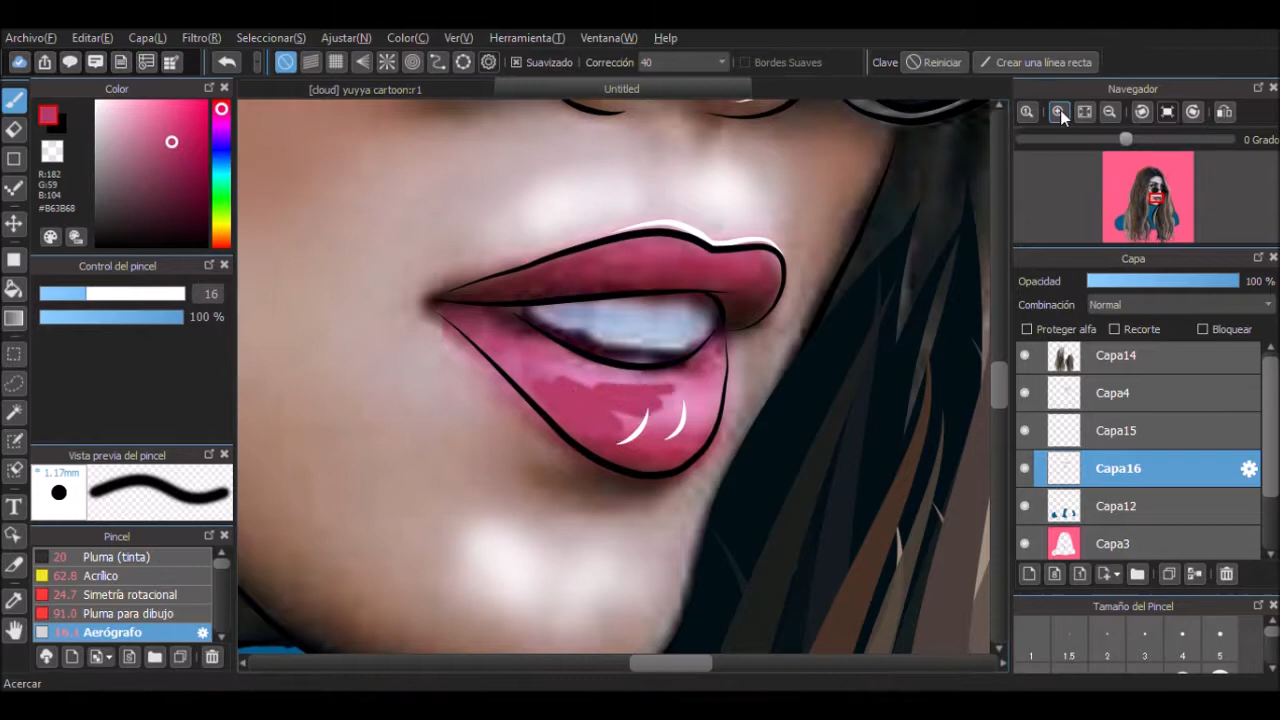 Archivo(F) Editar(E) Capa(L) Filtro(R) Seleccionar(S) Ajustar(N) Color(C) Ver(V) Herramienta(T) Ventana(W) Help
Suavizado Corrección 40 Bordes Suaves Clave Reiniciar Crear una línea recta
Color
[cloud] yuyya cartoon:r1 Untitled
Navegador
0 Grado
R:182
G:59
B:104
#B63B68
Control del pincel
16
100 %
Capa
Opacidad 100 %
Combinación Normal
Proteger alfa Recorte Bloquear
Capa14
Capa4
Capa15
Capa16
Capa12
Capa3
Vista previa del pincel
* 1.17mm
Pincel
20 Pluma (tinta)
62.8 Acrílico
24.7 Simetría rotacional
91.0 Pluma para dibujo
Aerógrafo
Tamaño del Pincel
1 1.5 2 3 4 5
Acercar